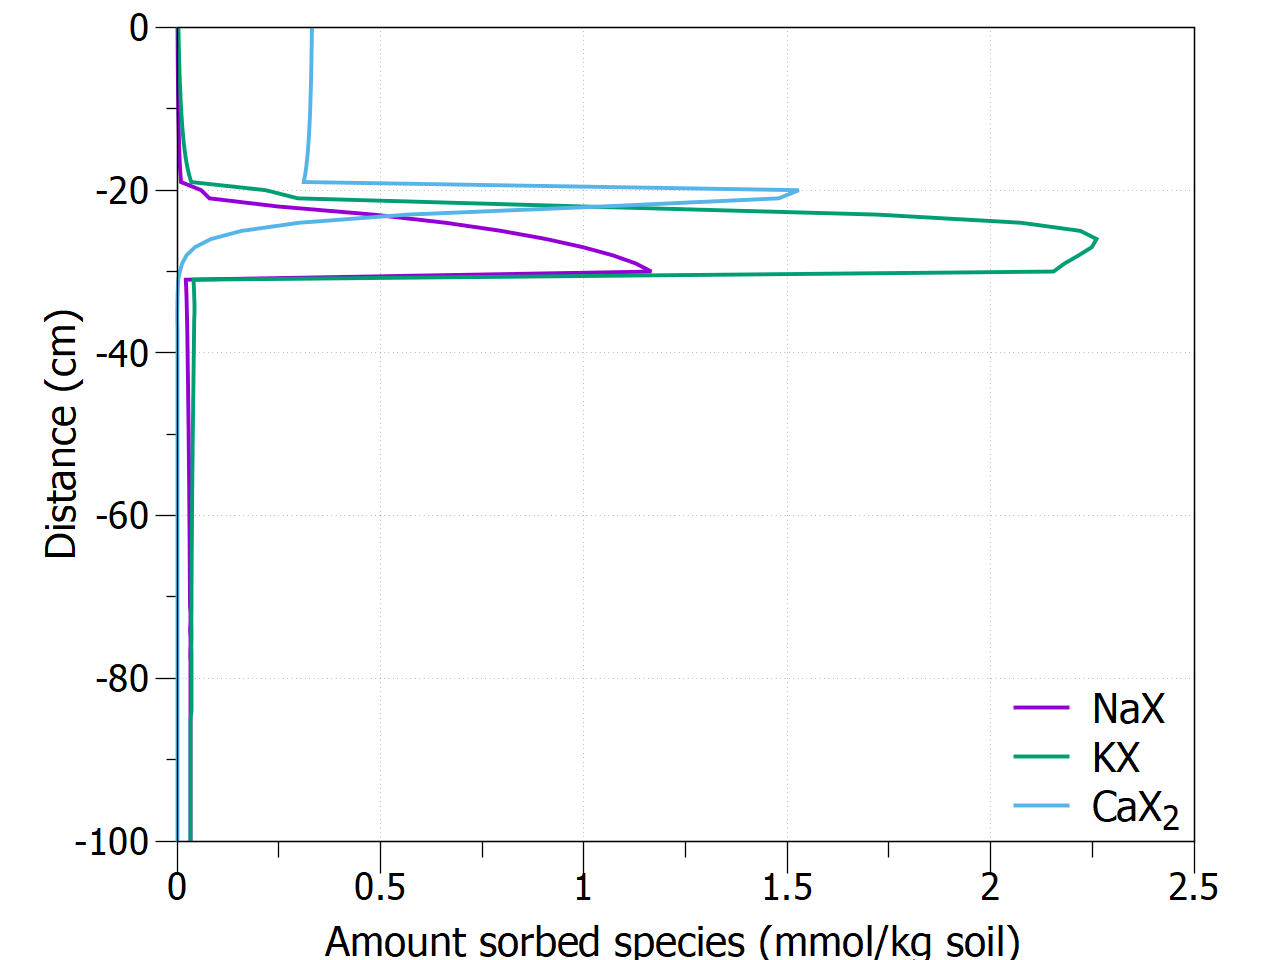 0
-20
-40
-60
-80
-100
Distance (cm)
0 0.5 1 1.5 2 2.5
Amount sorbed species (mmol/kg soil)
NaX
KX
CaX₂